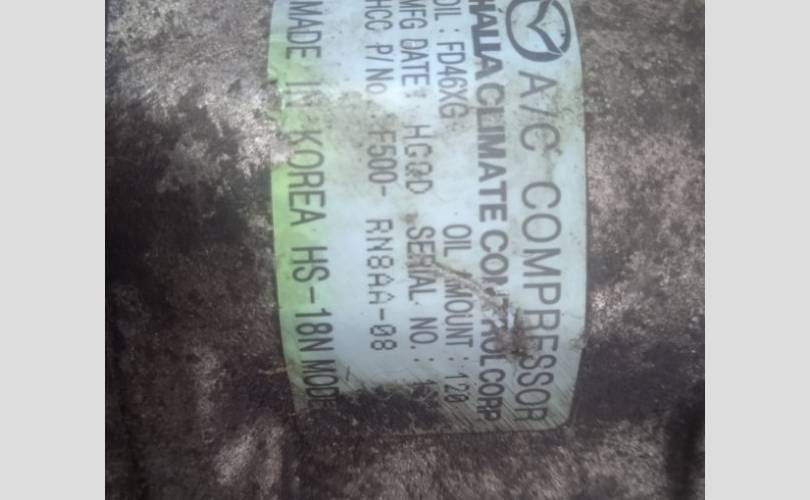 A/C COMPRESSOR
HALLA CLIMATE CONTROL CORP.
OIL : FD46XG OIL AMOUNT : 120
MFG DATE : SERIAL NO. :
HCC P/No. F500- RN8AA-08
MADE IN KOREA HS-18N MODEL